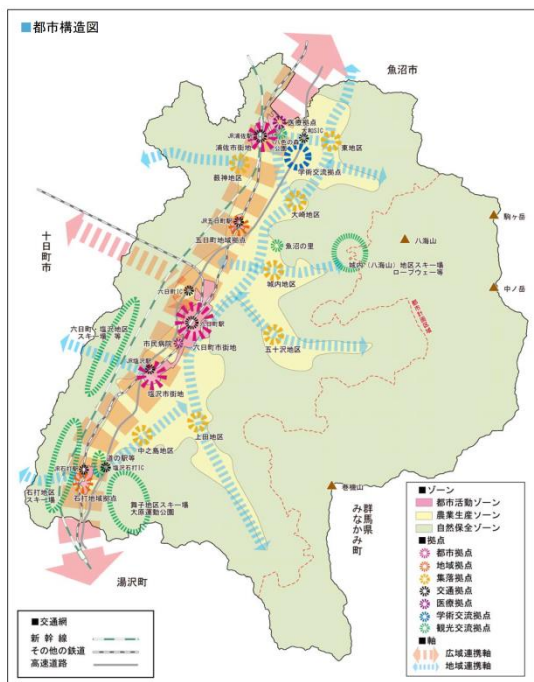 ■都市構造図
魚沼市
医療拠点
JR浦佐駅
大和SIC
八色の森
公園
浦佐市街地
東地区
薮神地区
学術交流拠点
大崎地区
JR五日町駅
五日町地域拠点
魚沼の里
八海山
駒ヶ岳
十日町市
城内地区
城内(八海山)地区スキー場
ロープウェー等
中ノ岳
六日町IC
六日町駅
六日町・塩沢地区
スキー場 等
市民病院
六日町市街地
五十沢地区
JR塩沢駅
塩沢市街地
上田地区
中之島地区
道の駅等
JR石打駅
塩沢石打IC
石打地域拠点
石打地区
スキー場
舞子地区スキー場
大原運動公園
巻機山
群馬県
みなかみ町
湯沢町
■ゾーン
都市活動ゾーン
農業生産ゾーン
自然保全ゾーン
■拠点
都市拠点
地域拠点
集落拠点
交通拠点
医療拠点
学術交流拠点
観光交流拠点
■軸
広域連携軸
地域連携軸
■交通網
新幹線
その他の鉄道
高速道路